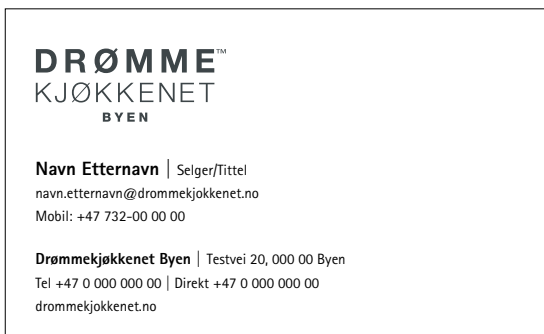 DRØMME™
KJØKKENET
BYEN
Navn Etternavn | Selger/Tittel
navn.etternavn@drommekjokkenet.no
Mobil: +47 732-00 00 00
Drømmekjøkkenet Byen | Testvei 20, 000 00 Byen
Tel +47 0 000 000 00 | Direkt +47 0 000 000 00
drommekjokkenet.no